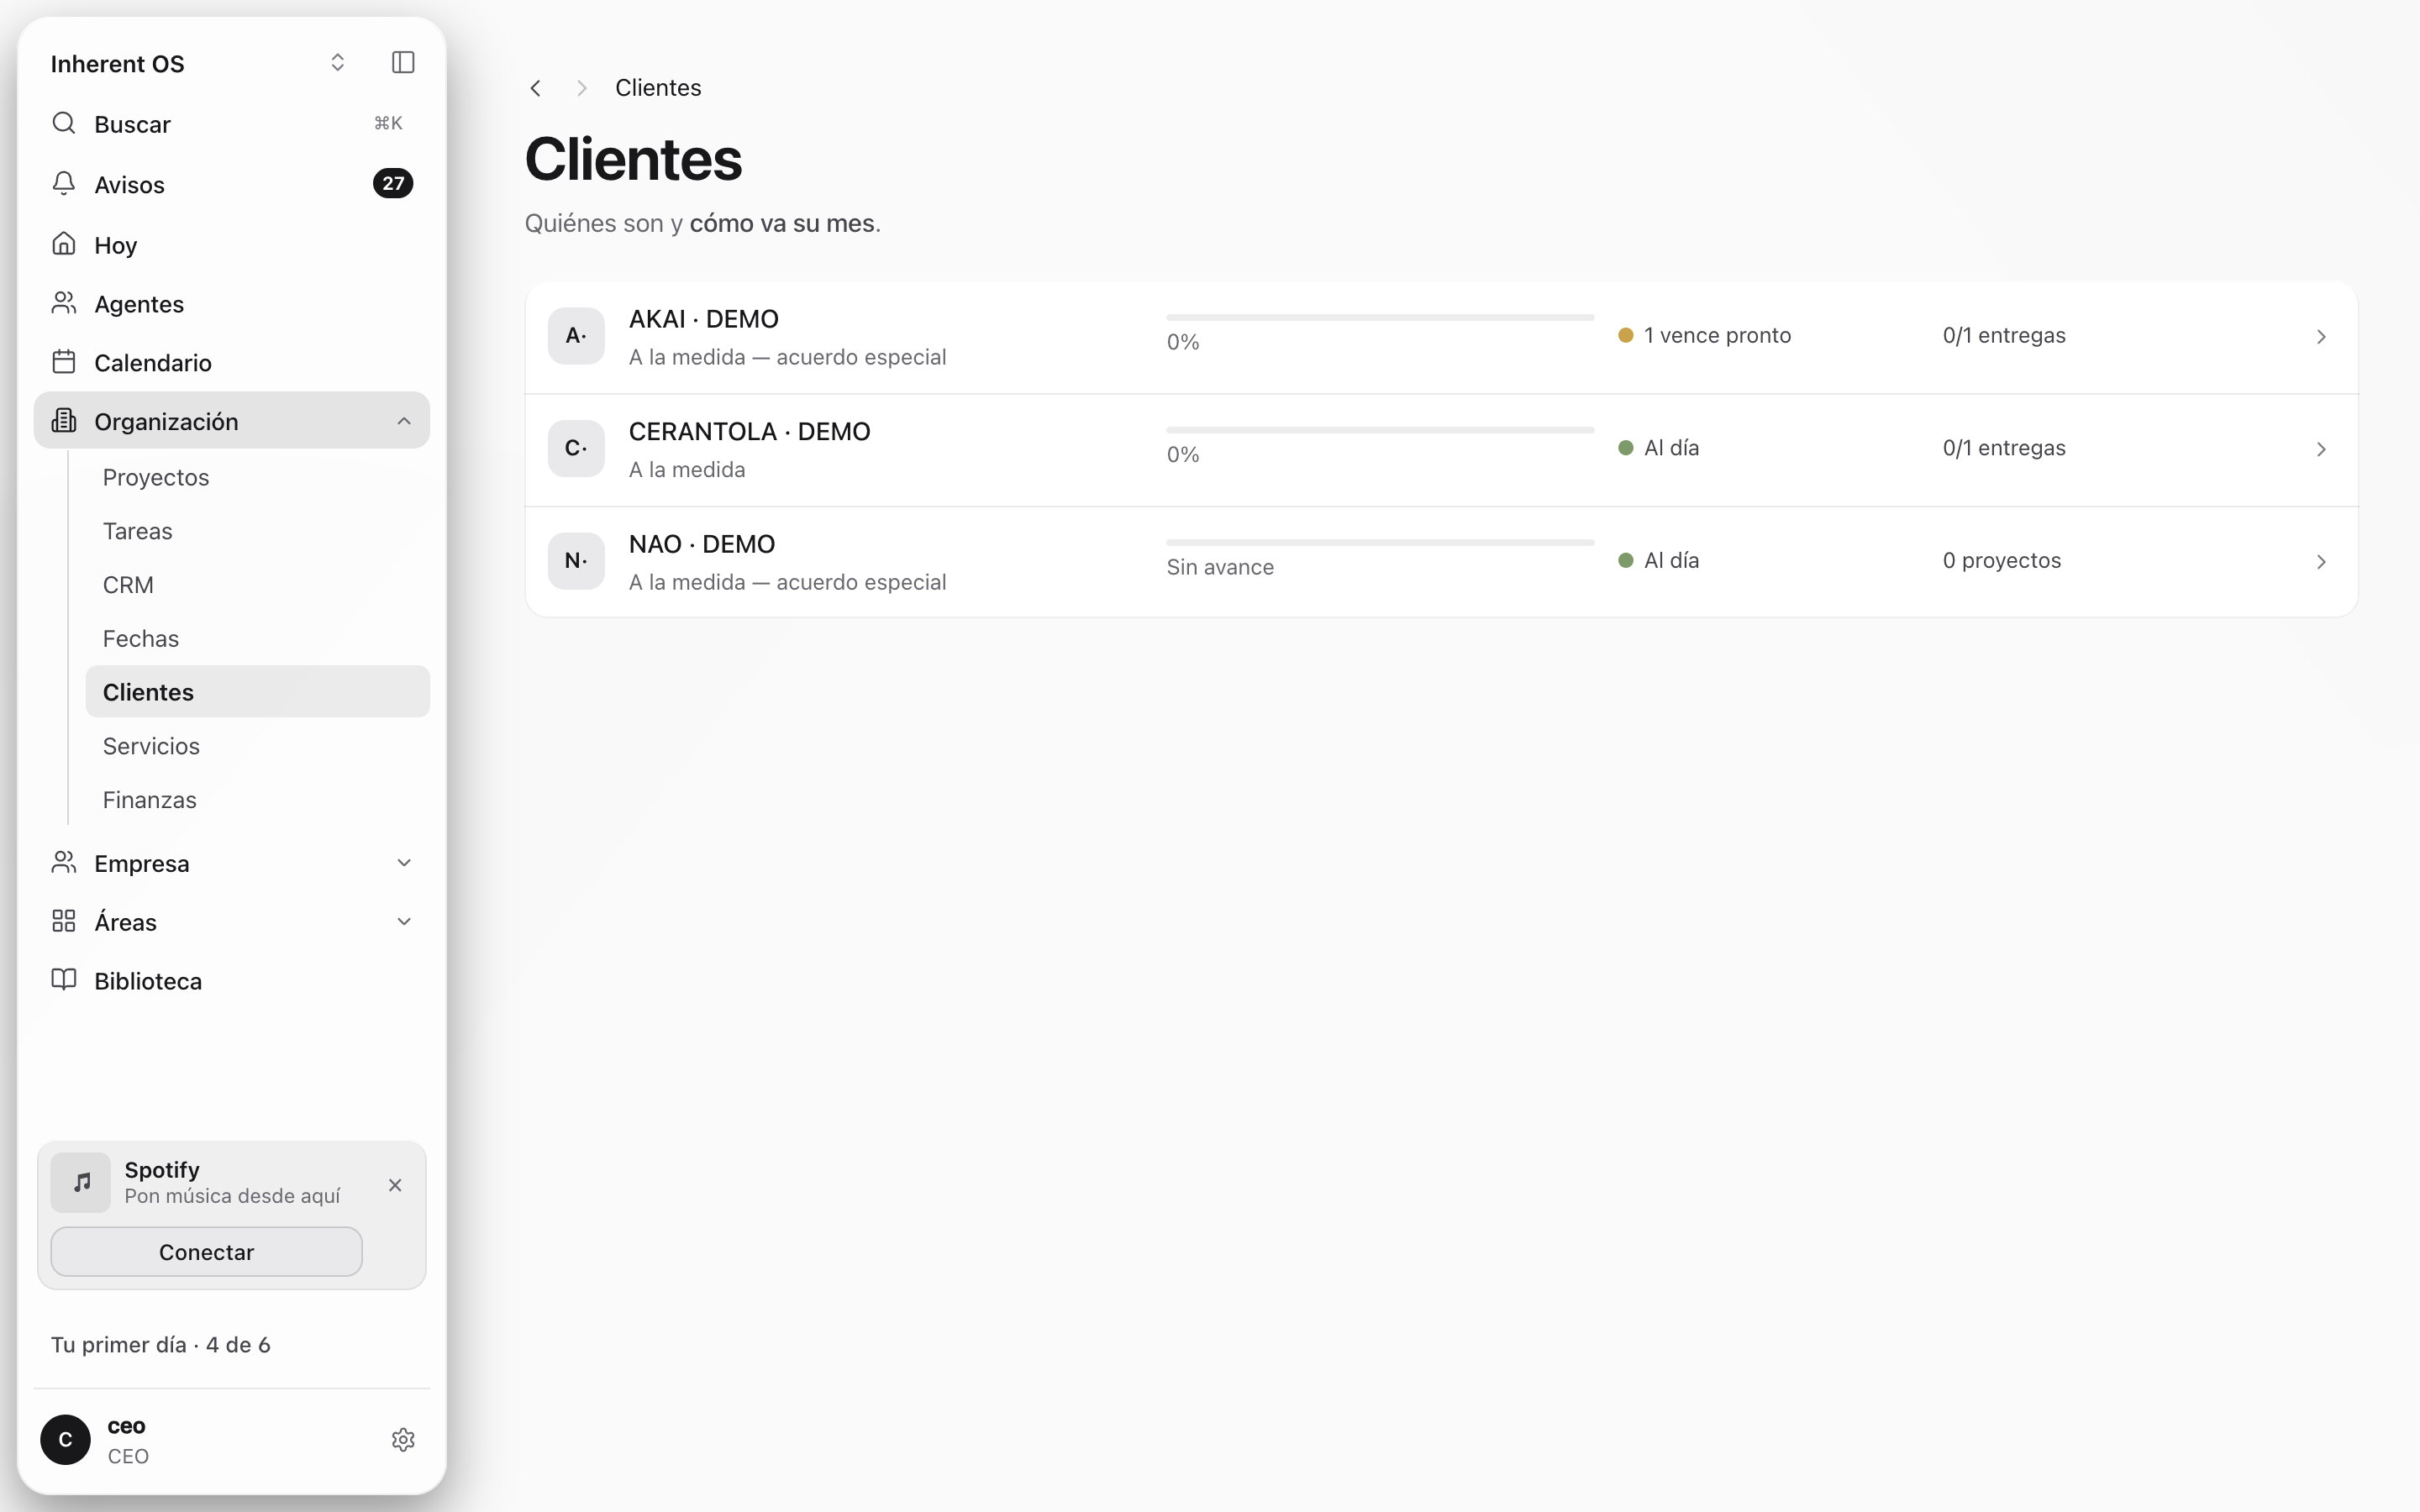 Inherent OS
Buscar ⌘K
Avisos 27
Hoy
Agentes
Calendario
Organización
Proyectos
Tareas
CRM
Fechas
Clientes
Servicios
Finanzas
Empresa
Áreas
Biblioteca
Spotify
Pon música desde aquí
Conectar
Tu primer día · 4 de 6
C
ceo
CEO
Clientes
Clientes
Quiénes son y cómo va su mes.
A·
AKAI · DEMO
A la medida — acuerdo especial
0%
1 vence pronto
0/1 entregas
C·
CERANTOLA · DEMO
A la medida
0%
Al día
0/1 entregas
N·
NAO · DEMO
A la medida — acuerdo especial
Sin avance
Al día
0 proyectos